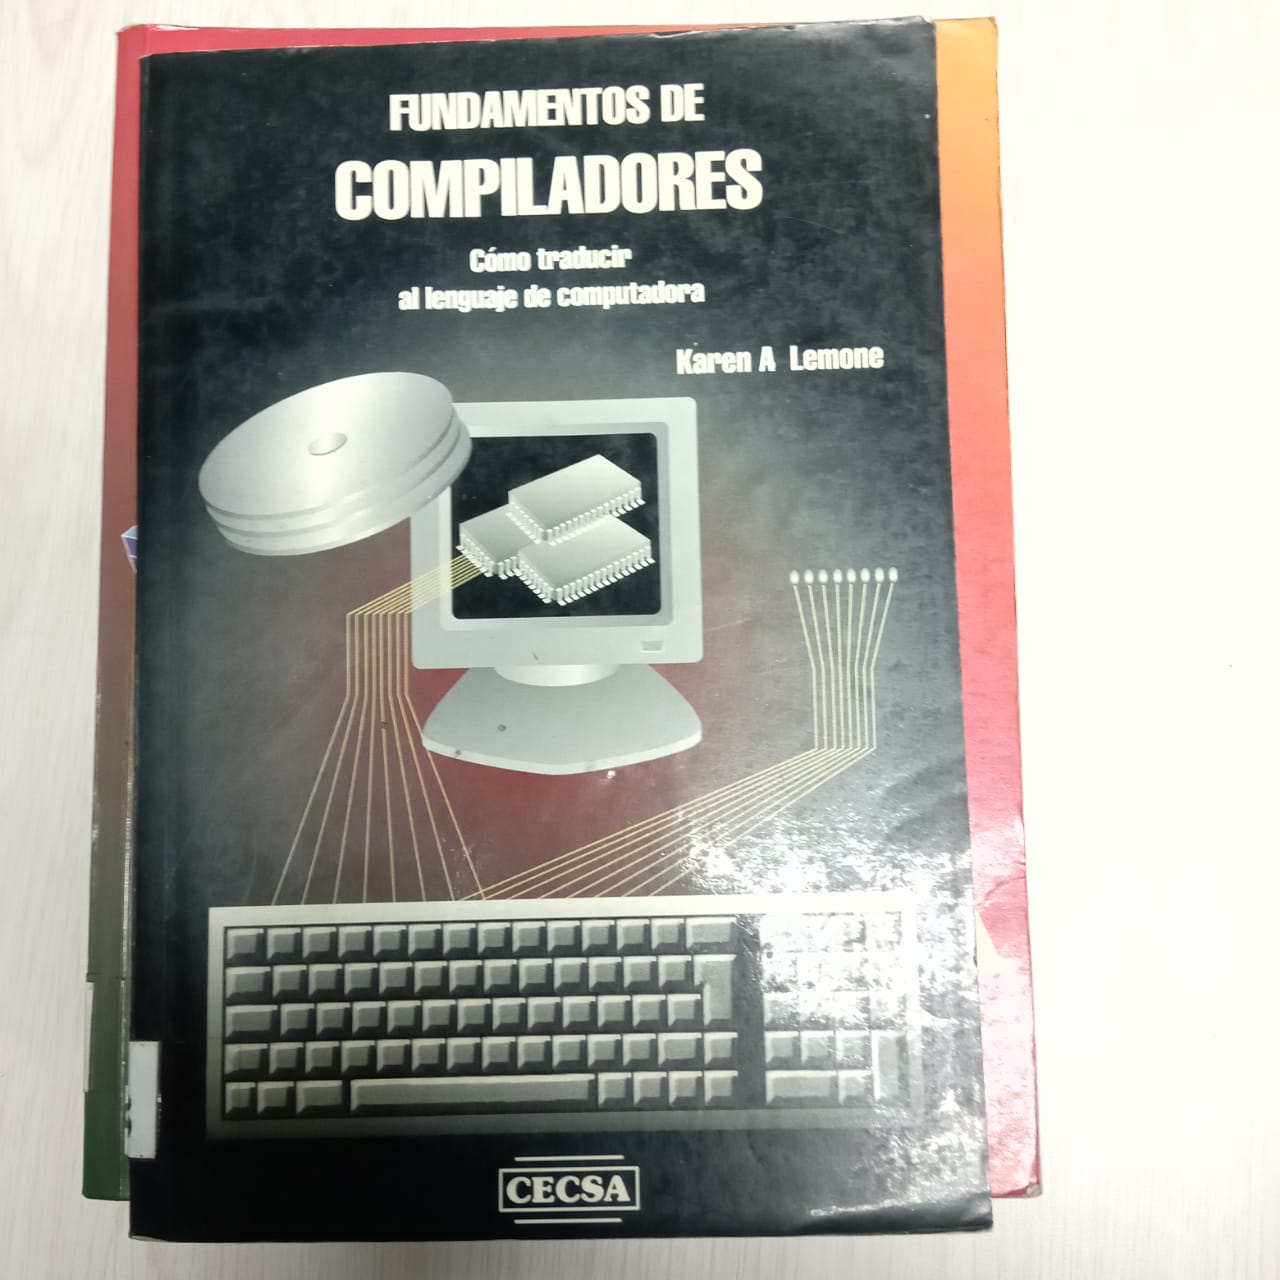 FUNDAMENTOS DE
COMPILADORES
Cómo traducir
al lenguaje de computadora
Karen A Lemone
CECSA